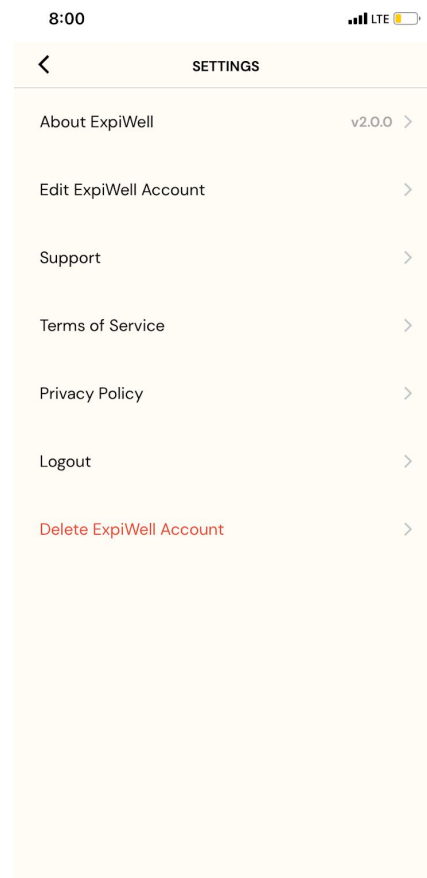 8:00
LTE
SETTINGS
About ExpiWell
v2.0.0
Edit ExpiWell Account
Support
Terms of Service
Privacy Policy
Logout
Delete ExpiWell Account